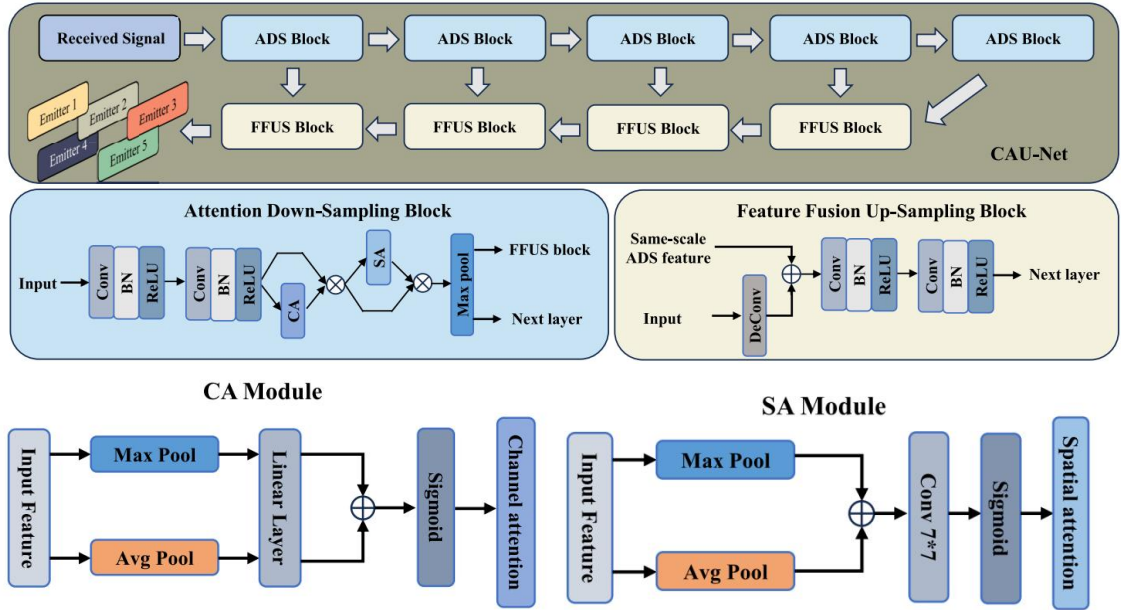 Received Signal
ADS Block
ADS Block
ADS Block
ADS Block
ADS Block
Emitter 1
Emitter 2
Emitter 3
Emitter 4
Emitter 5
FFUS Block
FFUS Block
FFUS Block
FFUS Block
CAU-Net
Attention Down-Sampling Block
Input
Conv
BN
ReLU
Conv
BN
ReLU
CA
SA
Max pool
FFUS block
Next layer
Feature Fusion Up-Sampling Block
Same-scale
ADS feature
Input
DeConv
Conv
BN
ReLU
Conv
BN
ReLU
Next layer
CA Module
Input Feature
Max Pool
Avg Pool
Linear Layer
Sigmoid
Channel attention
SA Module
Input Feature
Max Pool
Avg Pool
Conv 7*7
Sigmoid
Spatial attention